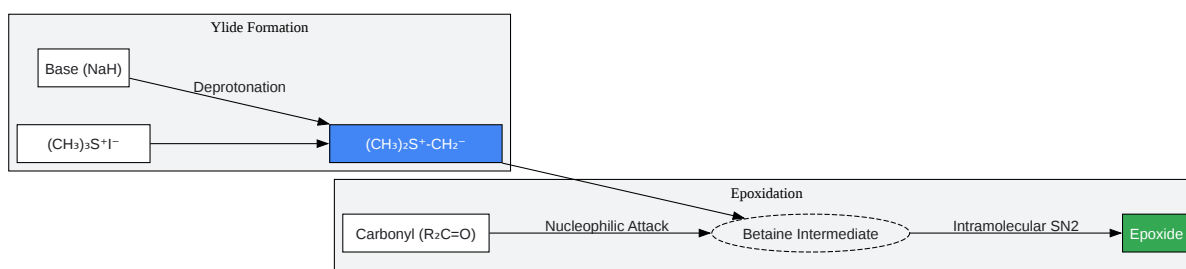 Ylide Formation
Base (NaH)
Deprotonation
(CH₃)₃S⁺I⁻
(CH₃)₂S⁺-CH₂⁻
Epoxidation
Carbonyl (R₂C=O)
Nucleophilic Attack
Betaine Intermediate
Intramolecular SN2
Epoxide